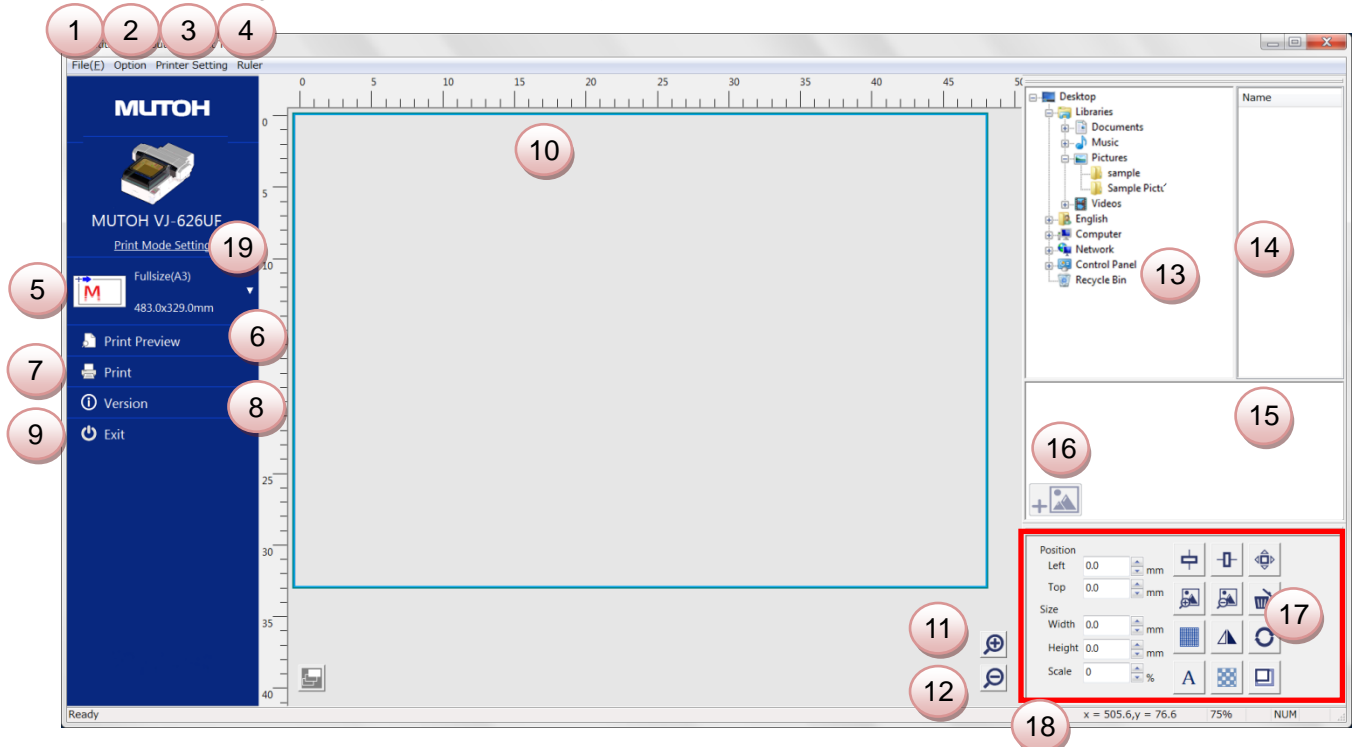 1 2 3 4
File(F) Option Printer Setting Ruler
0 5 10 15 20 25 30 35 40 45 50
MUTOH
MUTOH VJ-626UF
Print Mode Setting
19
5
Fullsize(A3)
483.0x329.0mm
Print Preview
6
7
Print
Version
8
9
Exit
0
5
10
25
30
35
40
10
Desktop
Libraries
Documents
Music
Pictures
sample
Videos
English
Computer
Network
Control Panel
Recycle Bin
13
Name
14
15
16
Position
Left 0.0 mm
Top 0.0 mm
Size
Width 0.0 mm
Height 0.0 mm
Scale 0 %
A
17
11
12
18
Ready
x = 505.6,y = 76.6 75% NUM